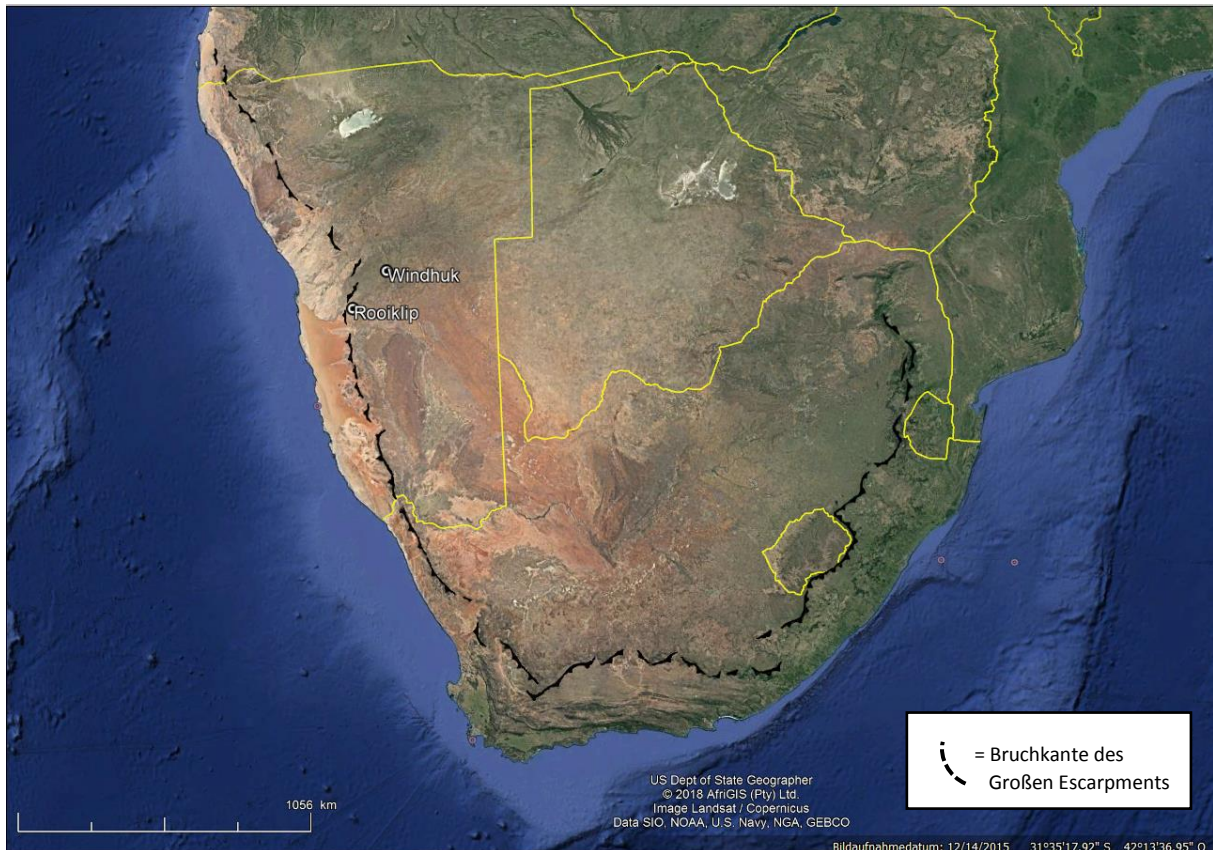 Windhuk
Rooiklip
= Bruchkante des
Großen Escarpments
US Dept of State Geographer
© 2018 AfriGIS (Pty) Ltd.
Image Landsat / Copernicus
Data SIO, NOAA, U.S. Navy, NGA, GEBCO
1056 km
Bildaufnahmedatum: 12/14/2015 31°35'17.92" S 42°13'36.95" O